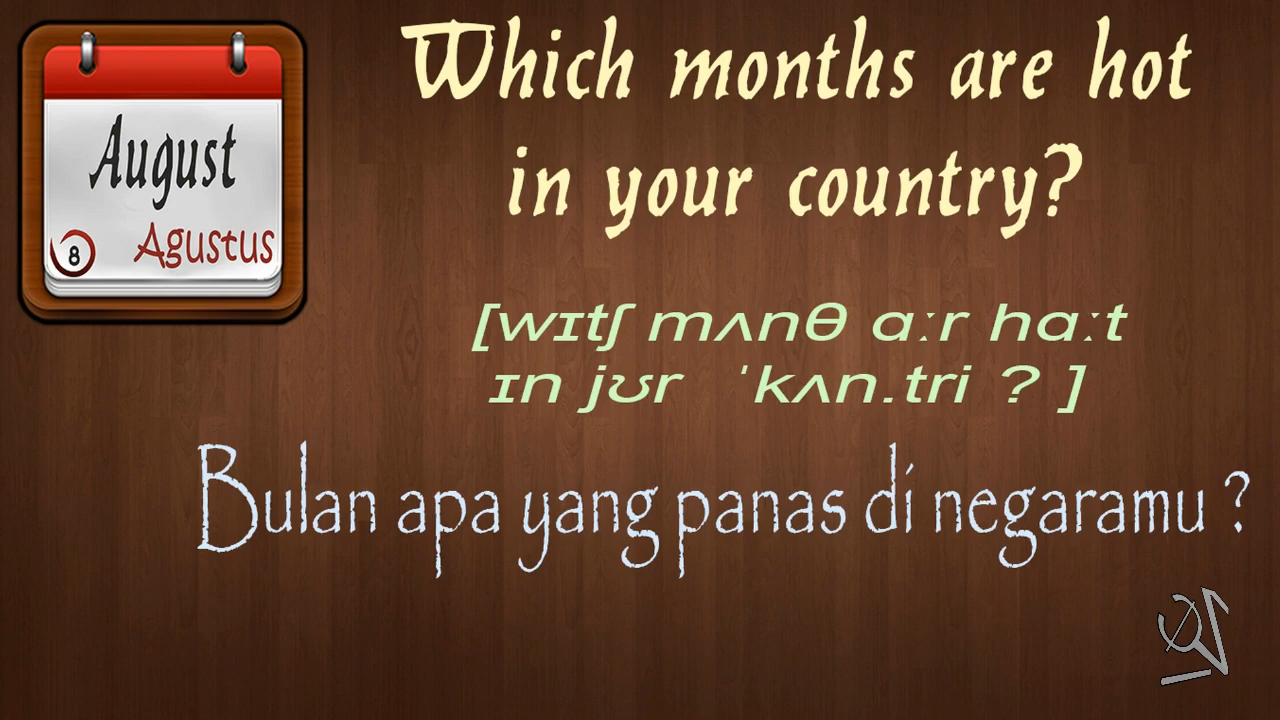 August
8 Agustus
Which months are hot
in your country?
[wɪtʃ mʌnθ ɑːr hɑːt
ɪn jʊr ˈkʌn.tri ? ]
Bulan apa yang panas di negaramu ?